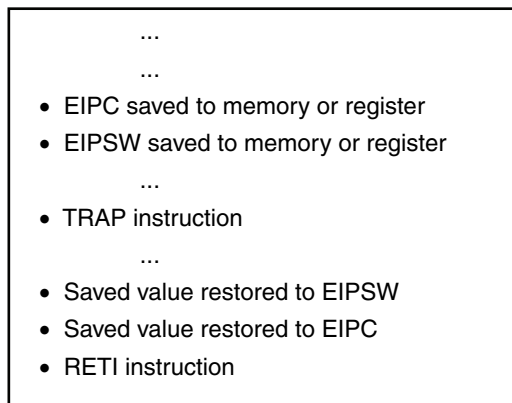 ...
...
• EIPC saved to memory or register
• EIPSW saved to memory or register
...
• TRAP instruction
...
• Saved value restored to EIPSW
• Saved value restored to EIPC
• RETI instruction